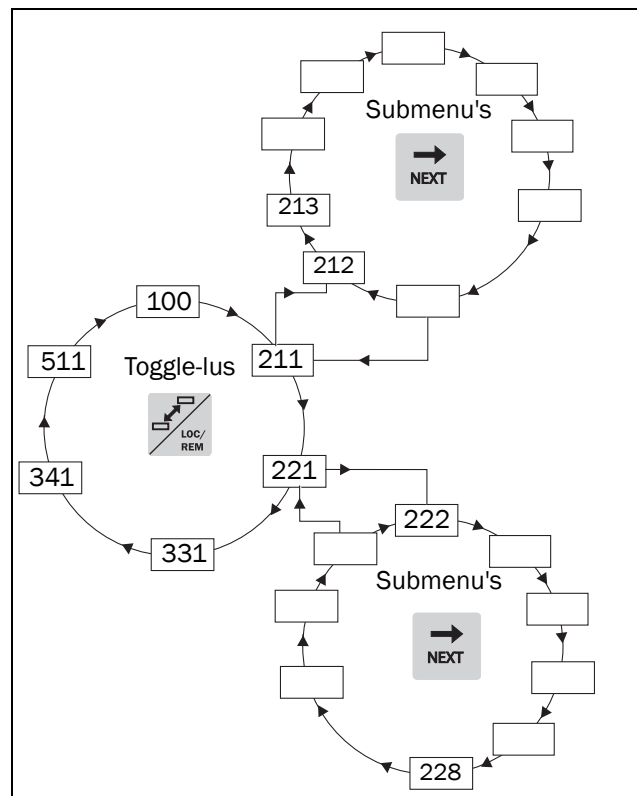 Submenu's
NEXT
213
212
100
511
Toggle-lus
211
LOC/
REM
341
221
331
222
Submenu's
NEXT
228